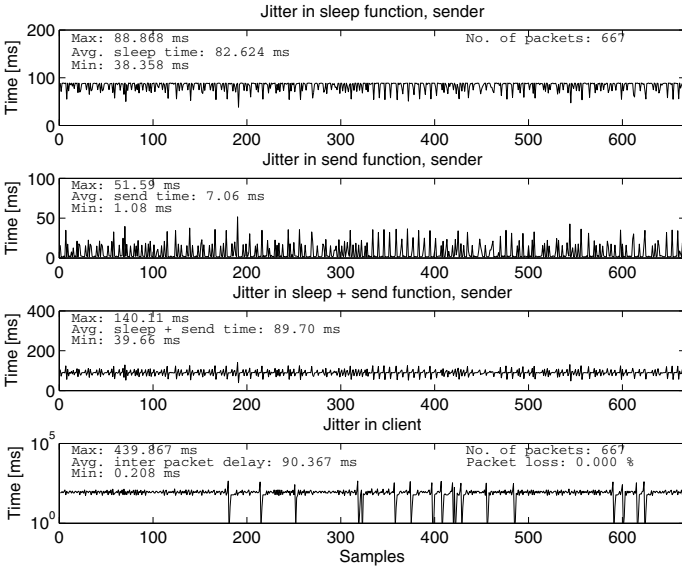 Jitter in sleep function, sender
Time [ms]
200
100
0
Max: 88.868 ms
Avg. sleep time: 82.624 ms
Min: 38.358 ms
No. of packets: 667
0 100 200 300 400 500 600
Jitter in send function, sender
Time [ms]
100
50
0
Max: 51.59 ms
Avg. send time: 7.06 ms
Min: 1.08 ms
0 100 200 300 400 500 600
Jitter in sleep + send function, sender
Time [ms]
400
200
0
Max: 140.11 ms
Avg. sleep + send time: 89.70 ms
Min: 39.66 ms
0 100 200 300 400 500 600
Jitter in client
Time [ms]
10^5
10^0
Max: 439.867 ms
Avg. inter packet delay: 90.367 ms
Min: 0.208 ms
No. of packets: 667
Packet loss: 0.000 %
0 100 200 300 400 500 600
Samples